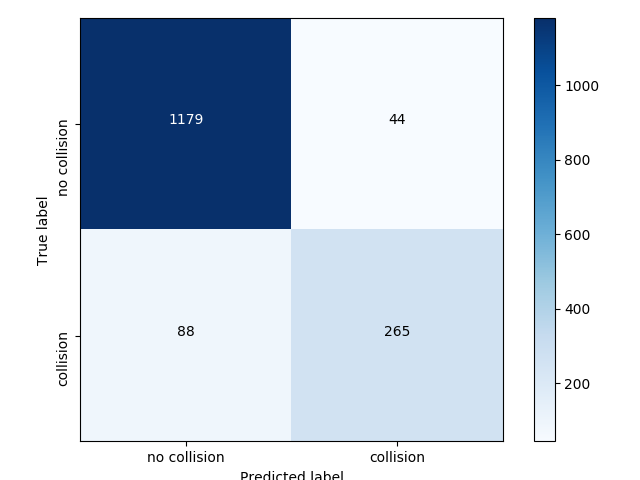 True label
no collision
collision
1179
44
88
265
no collision
collision
Predicted label
1000
800
600
400
200